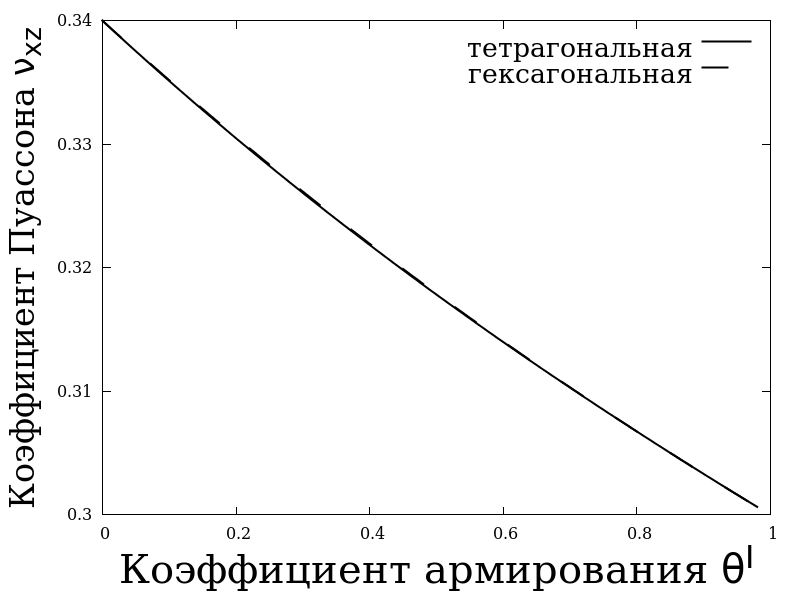 0.34
0.33
0.32
0.31
0.3
Коэффициент Пуассона νxz
тетрагональная
гексагональная
0 0.2 0.4 0.6 0.8 1
Коэффициент армирования θI